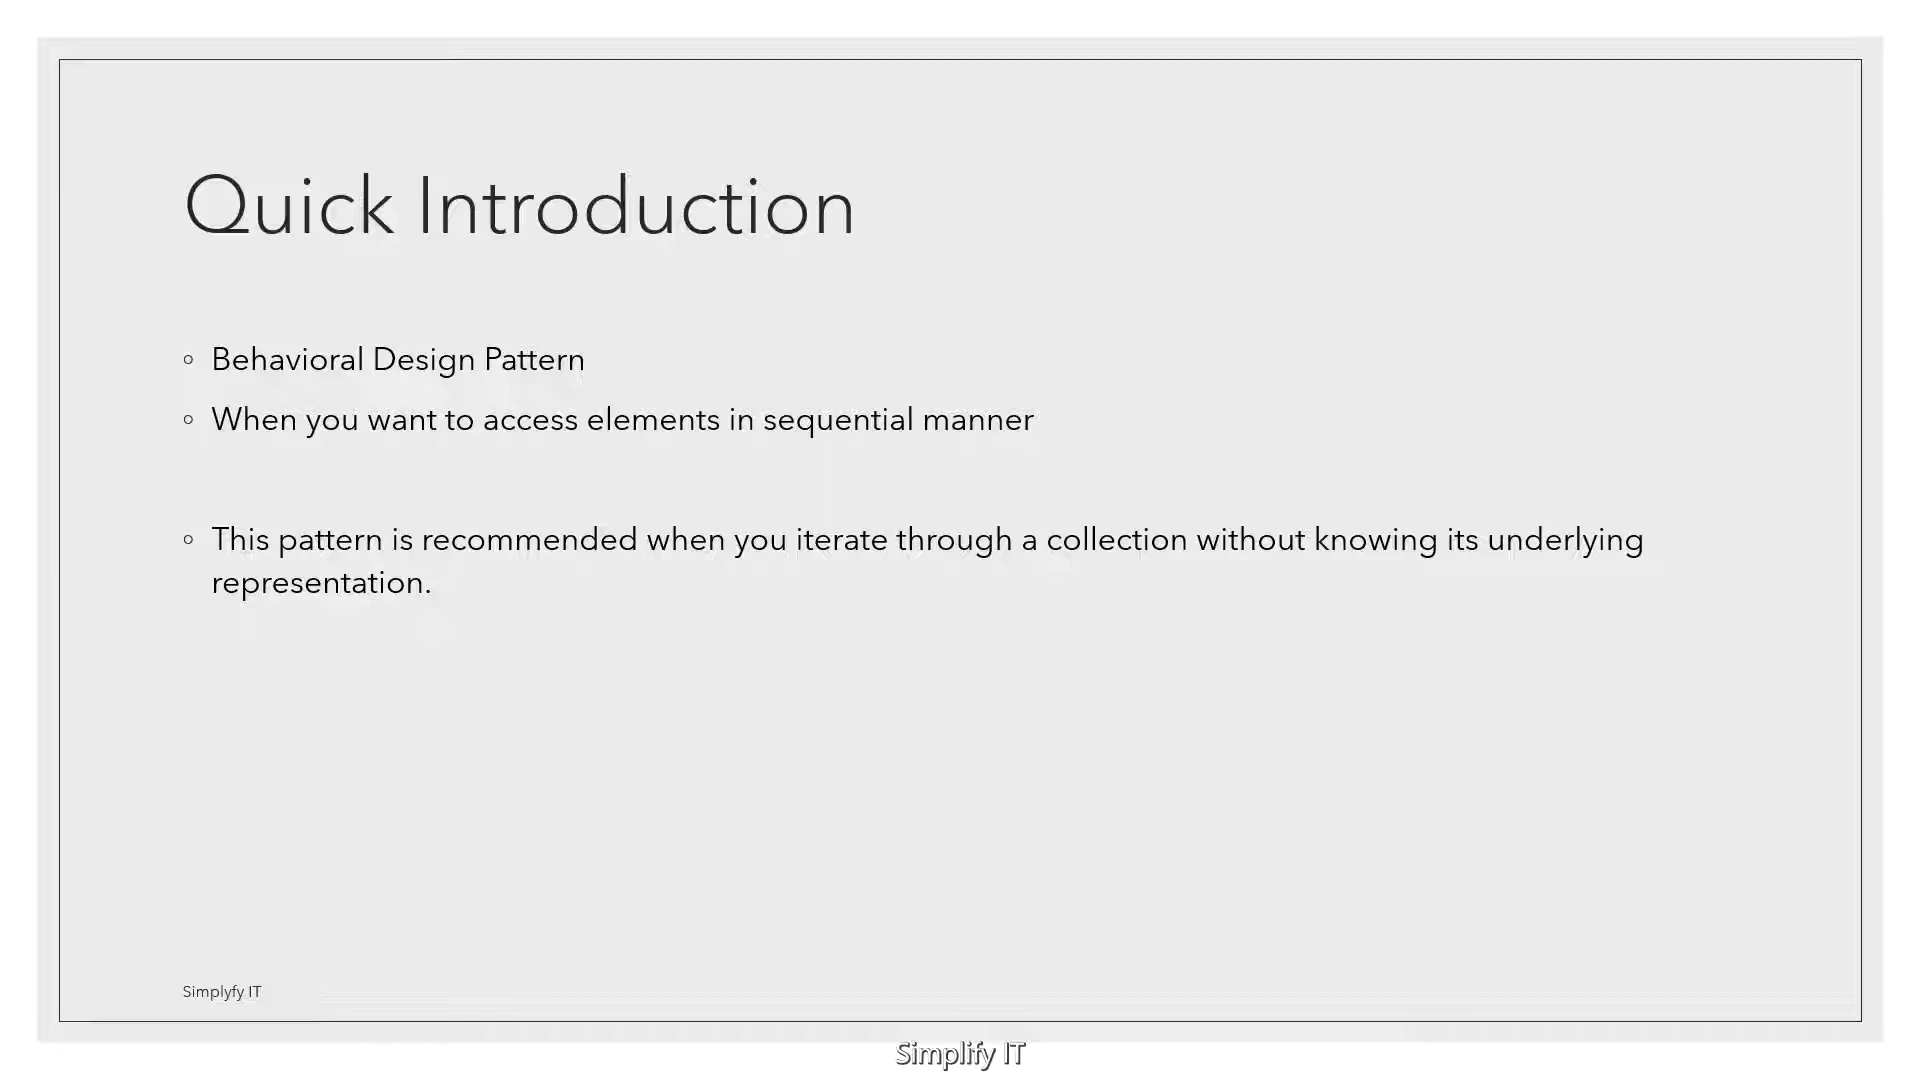 Quick Introduction
◦ Behavioral Design Pattern
◦ When you want to access elements in sequential manner
◦ This pattern is recommended when you iterate through a collection without knowing its underlying
representation.
Simplyfy IT
Simplify IT